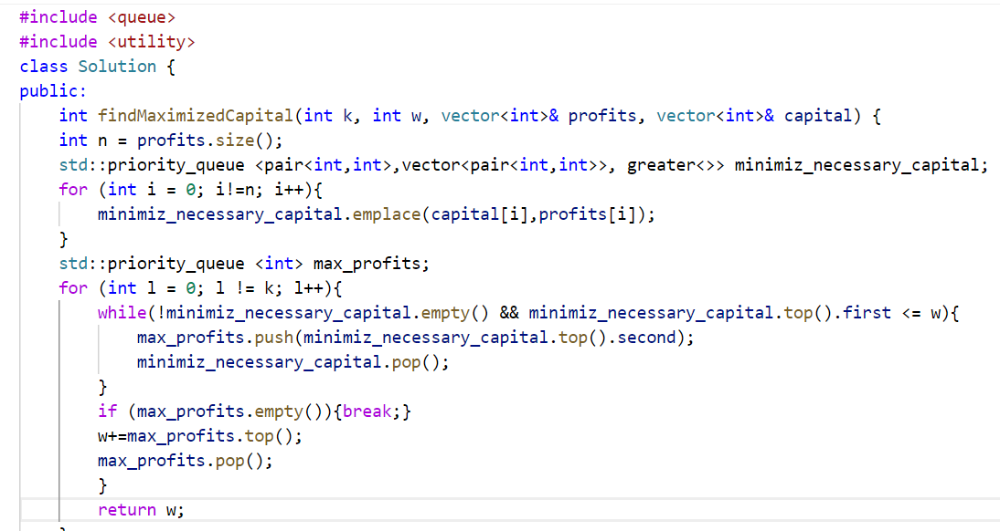 #include <queue>
#include <utility>
class Solution {
public:
    int findMaximizedCapital(int k, int w, vector<int>& profits, vector<int>& capital) {
    int n = profits.size();
    std::priority_queue <pair<int,int>,vector<pair<int,int>>, greater<>> minimiz_necessary_capital;
    for (int i = 0; i!=n; i++){
        minimiz_necessary_capital.emplace(capital[i],profits[i]);
    }
    std::priority_queue <int> max_profits;
    for (int l = 0; l != k; l++){
        while(!minimiz_necessary_capital.empty() && minimiz_necessary_capital.top().first <= w){
            max_profits.push(minimiz_necessary_capital.top().second);
            minimiz_necessary_capital.pop();
        }
        if (max_profits.empty()){break;}
        w+=max_profits.top();
        max_profits.pop();
        }
        return w;